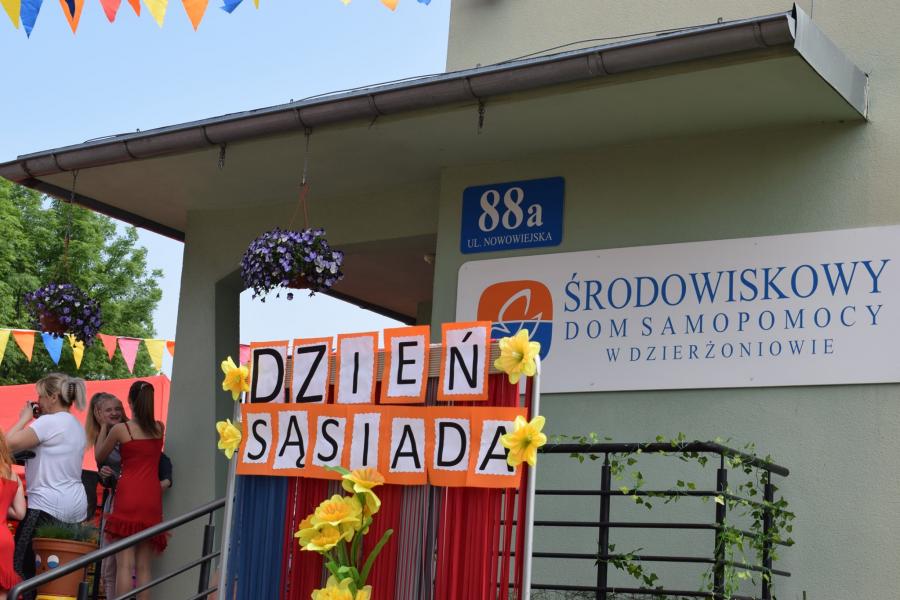 88a
UL. NOWOWIEJSKA
ŚRODOWISKOWY
DOM SAMOPOMOCY
W DZIERŻONIOWIE
DZIEŃ
SĄSIADA